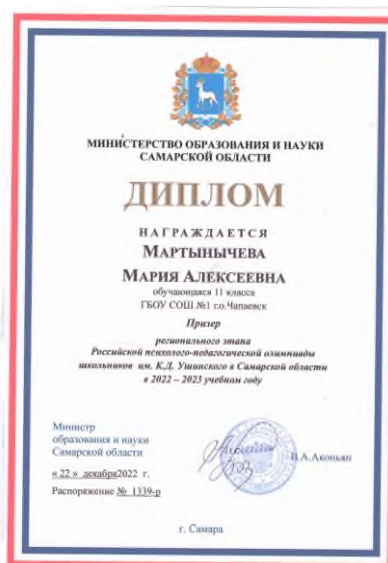 МИНИСТЕРСТВО ОБРАЗОВАНИЯ И НАУКИ
САМАРСКОЙ ОБЛАСТИ
ДИПЛОМ
НАГРАЖДАЕТСЯ
МАРТЫНЫЧЕВА
МАРИЯ АЛЕКСЕЕВНА
обучающаяся 11 класса
ГБОУ СОШ №1 г.о.Чапаевск
Призер
регионального этапа
Российской психолого-педагогической олимпиады
школьников им. К.Д. Ушинского в Самарской области
в 2022 – 2023 учебном году
Министр
образования и науки
Самарской области
В.А.Акопьян
« 22 » декабря2022 г.
Распоряжение № 1339-р
г. Самара